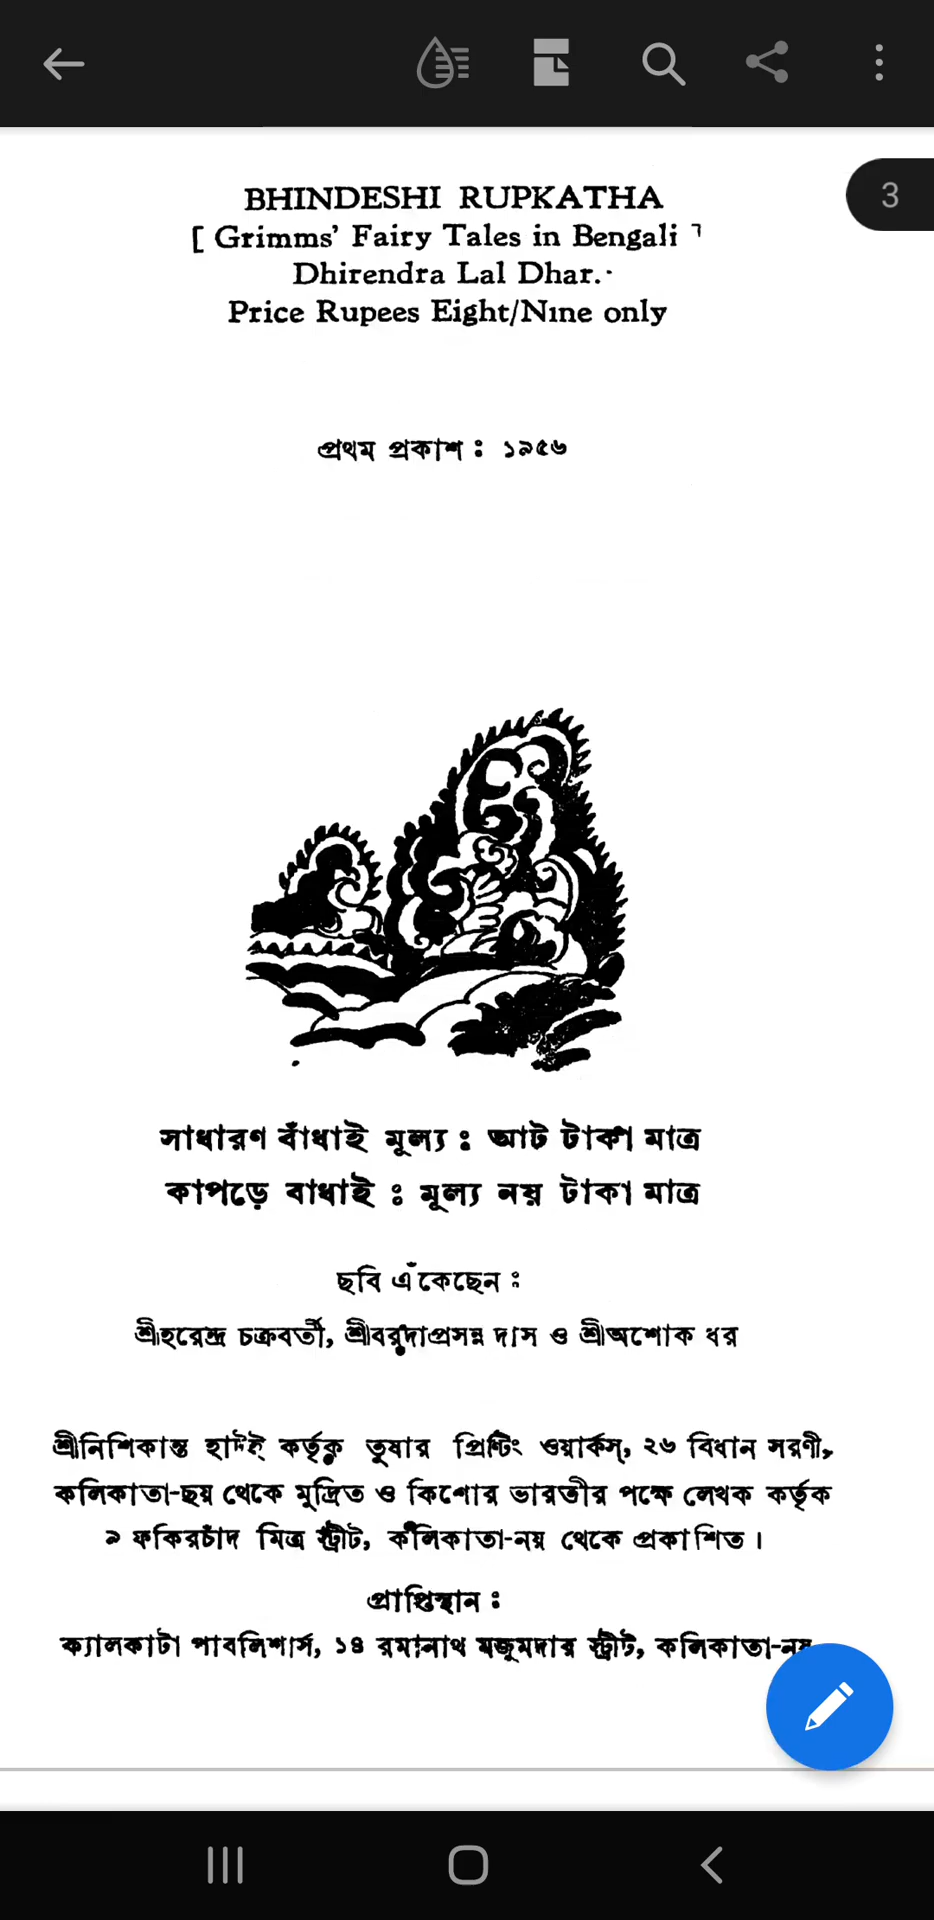 3
BHINDESHI RUPKATHA
[ Grimms' Fairy Tales in Bengali ]
Dhirendra Lal Dhar.
Price Rupees Eight/Nine only
প্রথম প্রকাশ : ১৯৫৬
সাধারণ বাঁধাই মূল্য : আট টাকা মাত্র
কাপড়ে বাধাই : মূল্য নয় টাকা মাত্র
ছবি এঁকেছেন :
শ্রীহরেন্দ্র চক্রবর্তী, শ্রীবরদাপ্রসন্ন দাস ও শ্রীঅশোক ধর
শ্রীনিশিকান্ত হাটই কর্তৃক তুষার প্রিন্টিং ওয়ার্কস্, ২৬ বিধান সরণী,
কলিকাতা-ছয় থেকে মুদ্রিত ও কিশোর ভারতীর পক্ষে লেখক কর্তৃক
৯ ফকিরচাঁদ মিত্র স্ট্রীট, কলিকাতা-নয় থেকে প্রকাশিত।
প্রাপ্তিস্থান :
ক্যালকাটা পাবলিশার্স, ১৪ রমানাথ মজুমদার স্ট্রীট, কলিকাতা-নয়